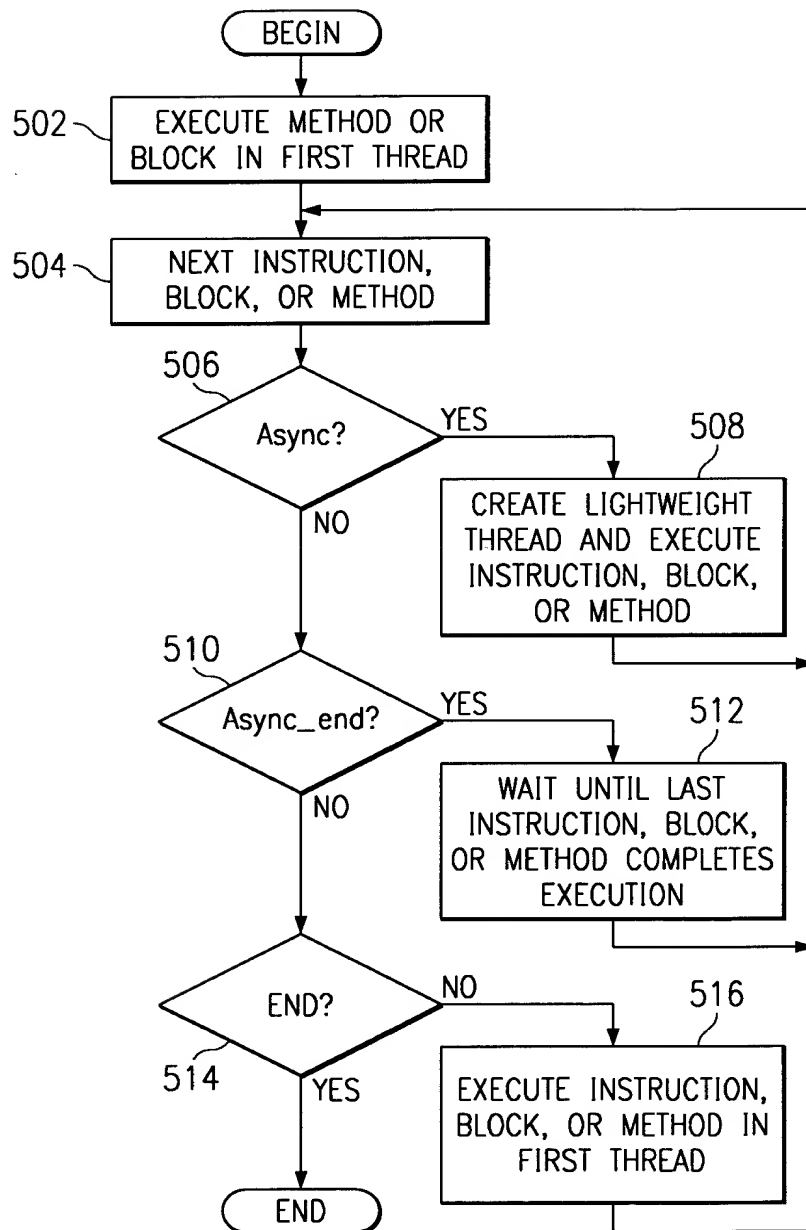 BEGIN
502
EXECUTE METHOD OR
BLOCK IN FIRST THREAD
504
NEXT INSTRUCTION,
BLOCK, OR METHOD
506
Async?
YES
NO
508
CREATE LIGHTWEIGHT
THREAD AND EXECUTE
INSTRUCTION, BLOCK,
OR METHOD
510
Async_end?
YES
NO
512
WAIT UNTIL LAST
INSTRUCTION, BLOCK,
OR METHOD COMPLETES
EXECUTION
END?
NO
514
YES
516
EXECUTE INSTRUCTION,
BLOCK, OR METHOD IN
FIRST THREAD
END